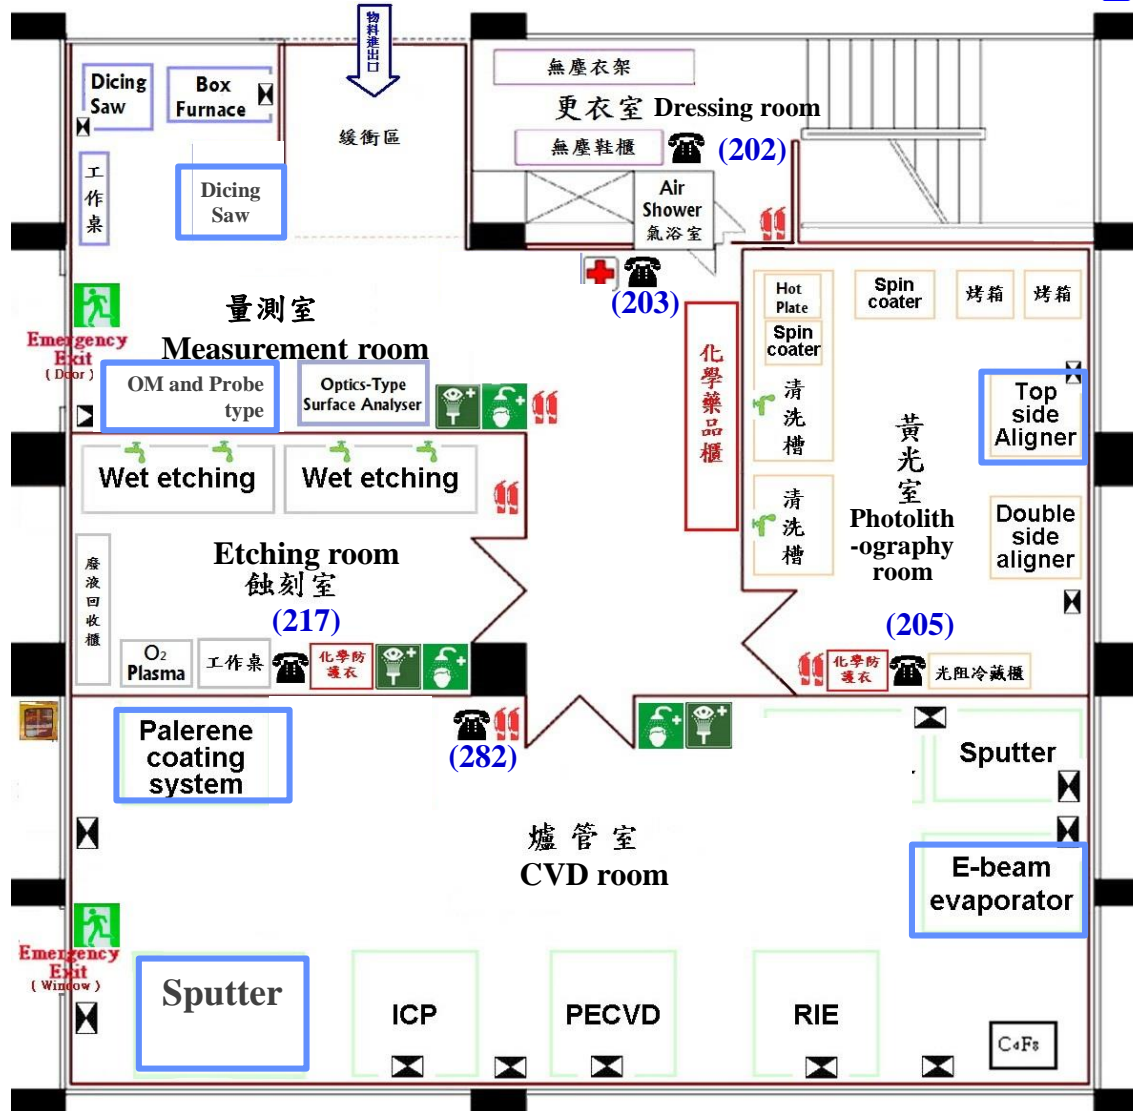 物料進出口
Dicing
Saw
Box
Furnace
工作桌
Dicing
Saw
緩衝區
無塵衣架
更衣室 Dressing room
無塵鞋櫃
(202)
Air
Shower
氣浴室
(203)
Emergency
Exit
( Door )
量測室
Measurement room
OM and Probe
type
Optics-Type
Surface Analyser
化學藥品櫃
Hot
Plate
Spin
coater
Spin
coater
烤箱
烤箱
清洗槽
清洗槽
黃光室
Photolith
-ography
room
Top
side
Aligner
Double
side
aligner
(205)
化學防
護衣
光阻冷藏櫃
Wet etching
Wet etching
Etching room
蝕刻室
(217)
廢液回收櫃
O2
Plasma
工作桌
化學防
護衣
Palerene
coating
system
(282)
Sputter
爐管室
CVD room
E-beam
evaporator
Emergency
Exit
( Window )
Sputter
ICP
PECVD
RIE
C4F8